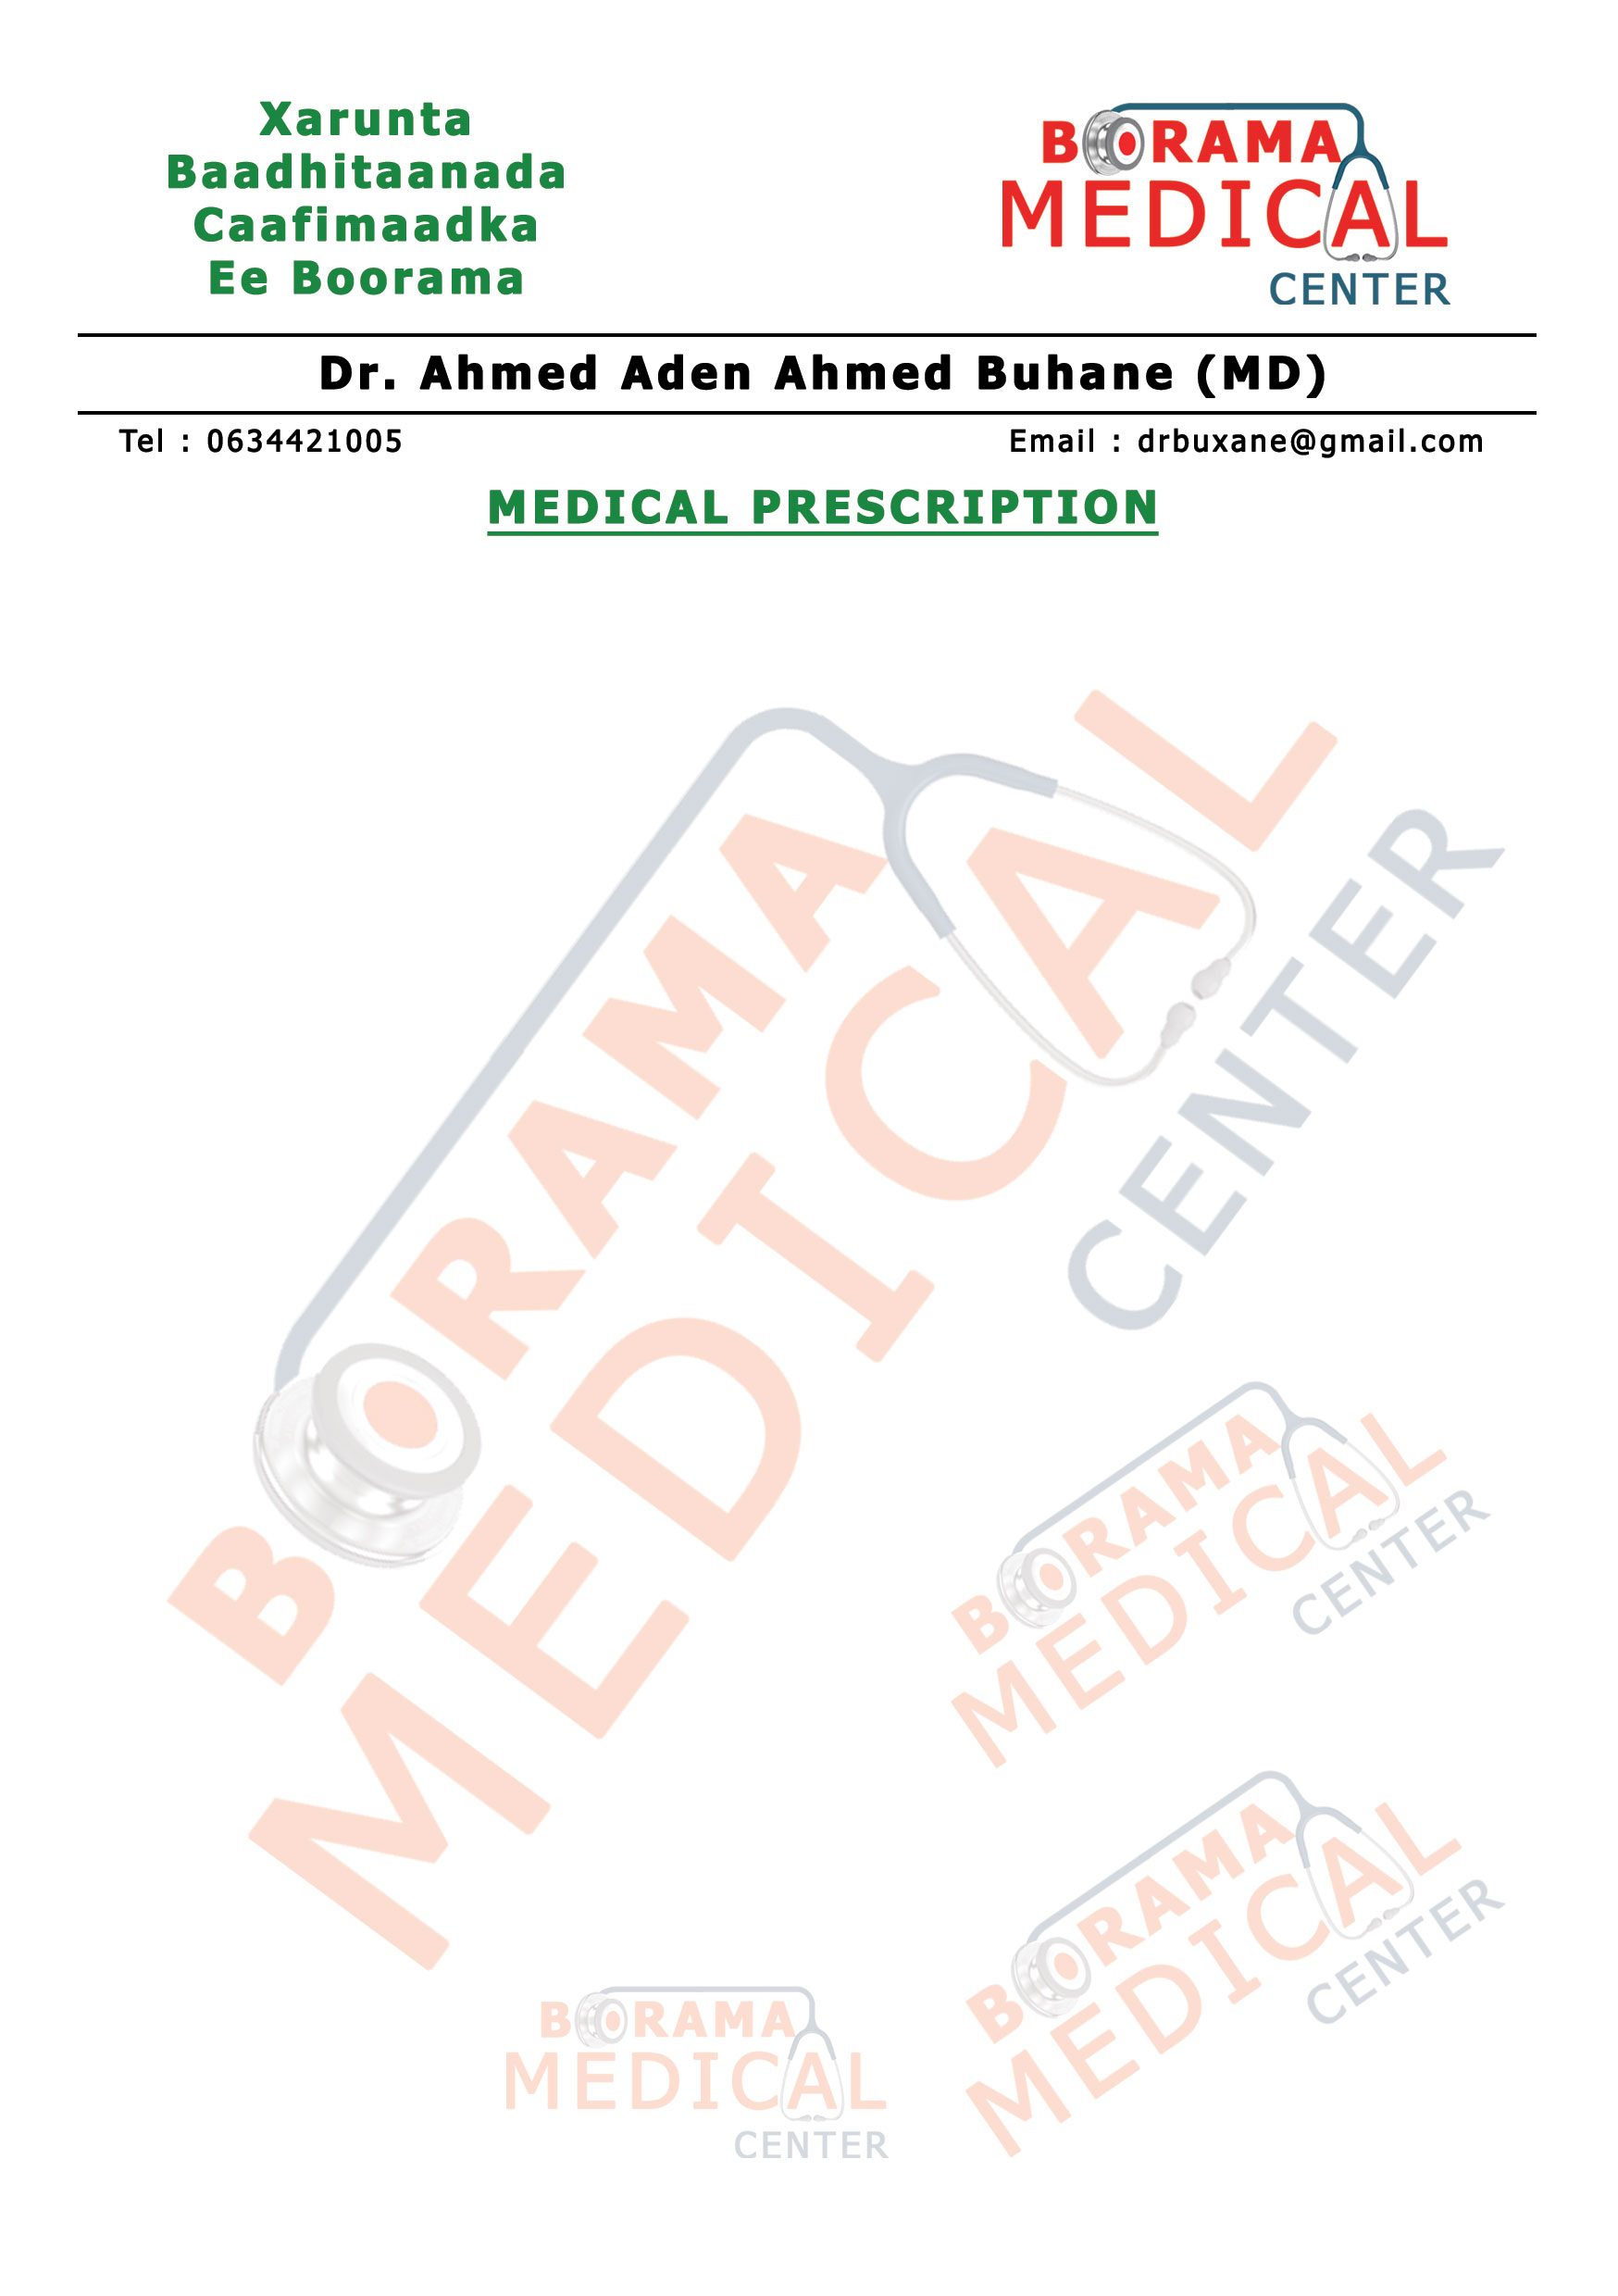 Xarunta
Baadhitaanada
Caafimaadka
Ee Boorama
BORAMA
MEDICAL
CENTER
Dr. Ahmed Aden Ahmed Buhane (MD)
Tel : 0634421005
Email : drbuxane@gmail.com
MEDICAL PRESCRIPTION
BORAMA
MEDICAL
CENTER
BORAMA
MEDICAL
CENTER
BORAMA
MEDICAL
CENTER
BORAMA
MEDICAL
CENTER